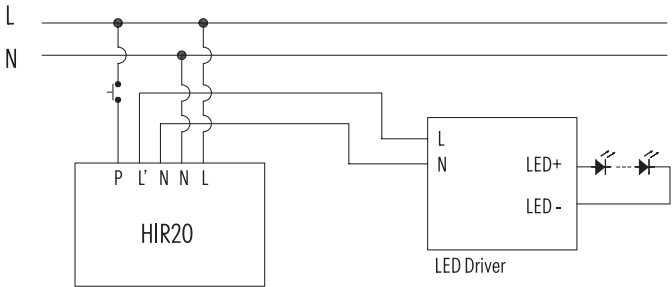 L
N
P L' N N L
HIR20
L
N
LED+
LED -
LED Driver